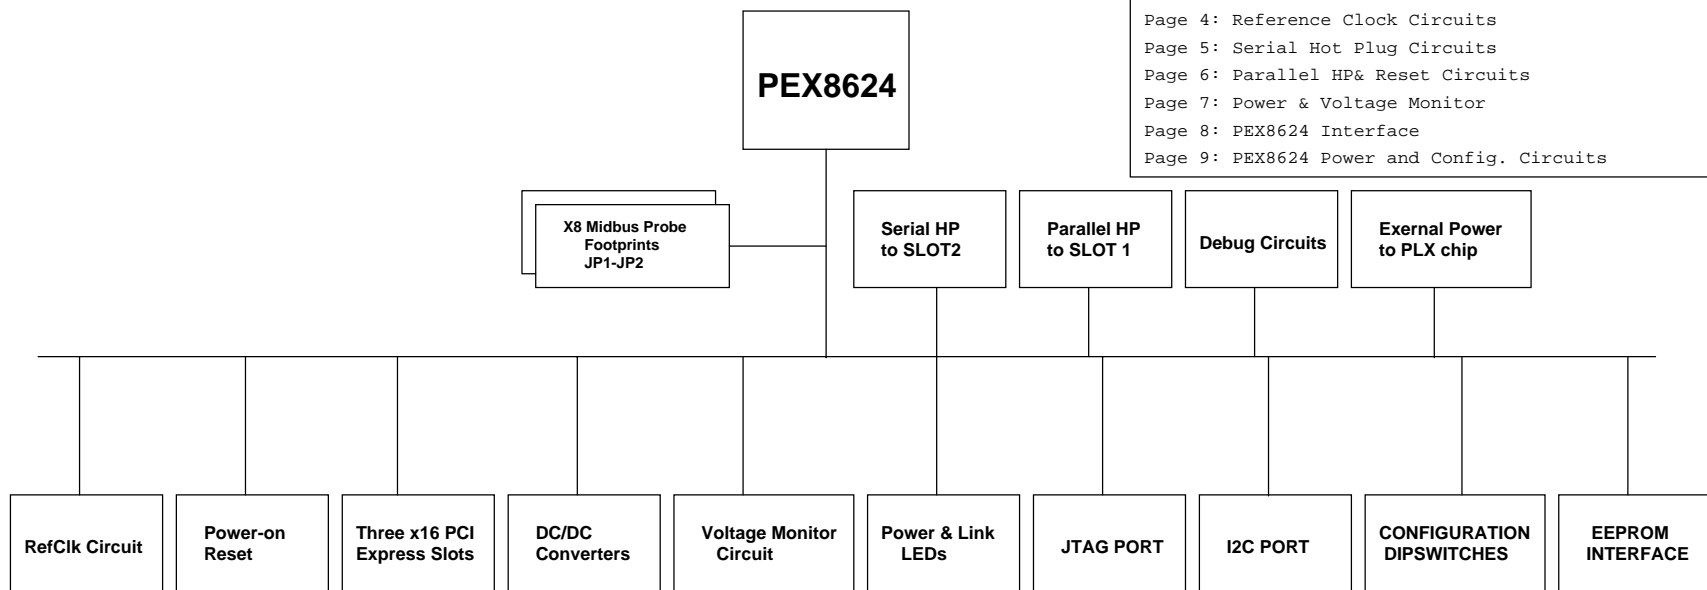 PEX8624
Page 4: Reference Clock Circuits
Page 5: Serial Hot Plug Circuits
Page 6: Parallel HP& Reset Circuits
Page 7: Power & Voltage Monitor
Page 8: PEX8624 Interface
Page 9: PEX8624 Power and Config. Circuits
X8 Midbus Probe
Footprints
JP1-JP2
Serial HP
to SLOT2
Parallel HP
to SLOT 1
Debug Circuits
Exernal Power
to PLX chip
RefClk Circuit
Power-on
Reset
Three x16 PCI
Express Slots
DC/DC
Converters
Voltage Monitor
Circuit
Power & Link
LEDs
JTAG PORT
I2C PORT
CONFIGURATION
DIPSWITCHES
EEPROM
INTERFACE